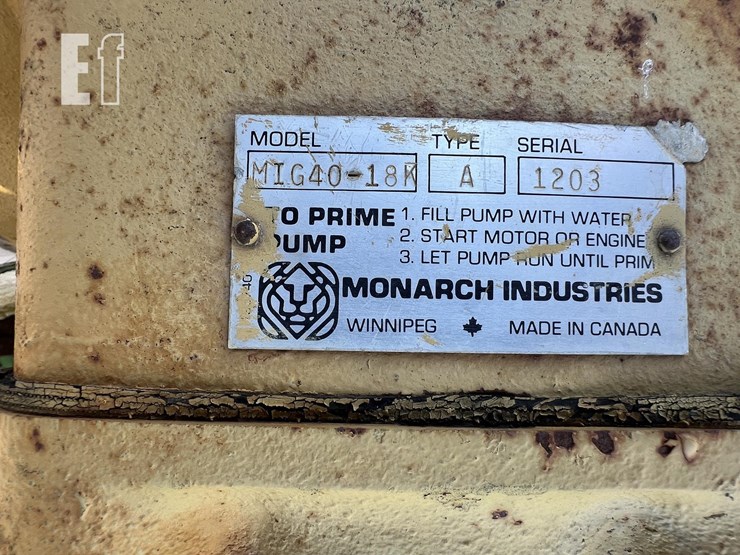 Ef
MODEL TYPE SERIAL
MIG40-18K A 1203
TO PRIME PUMP
1. FILL PUMP WITH WATER
2. START MOTOR OR ENGINE
3. LET PUMP RUN UNTIL PRIM
MONARCH INDUSTRIES
WINNIPEG MADE IN CANADA